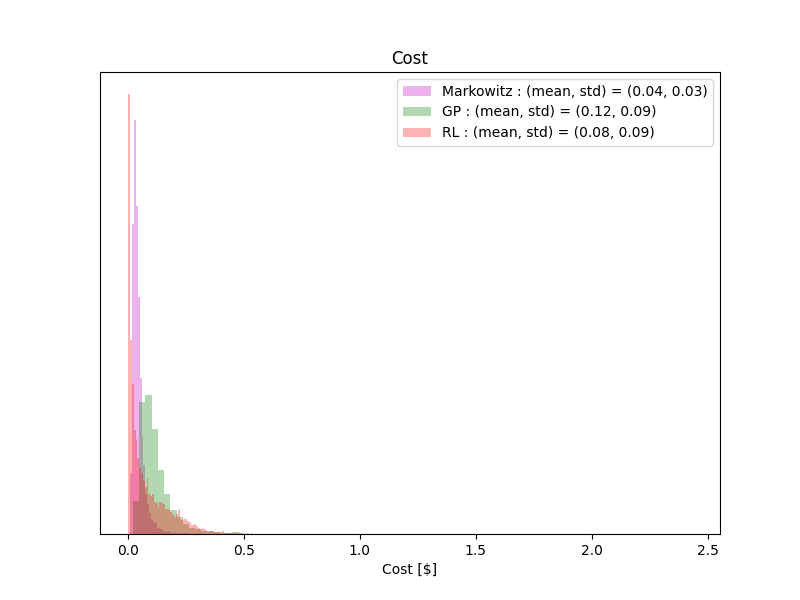 Cost
Markowitz : (mean, std) = (0.04, 0.03)
GP : (mean, std) = (0.12, 0.09)
RL : (mean, std) = (0.08, 0.09)
0.0 0.5 1.0 1.5 2.0 2.5
Cost [$]